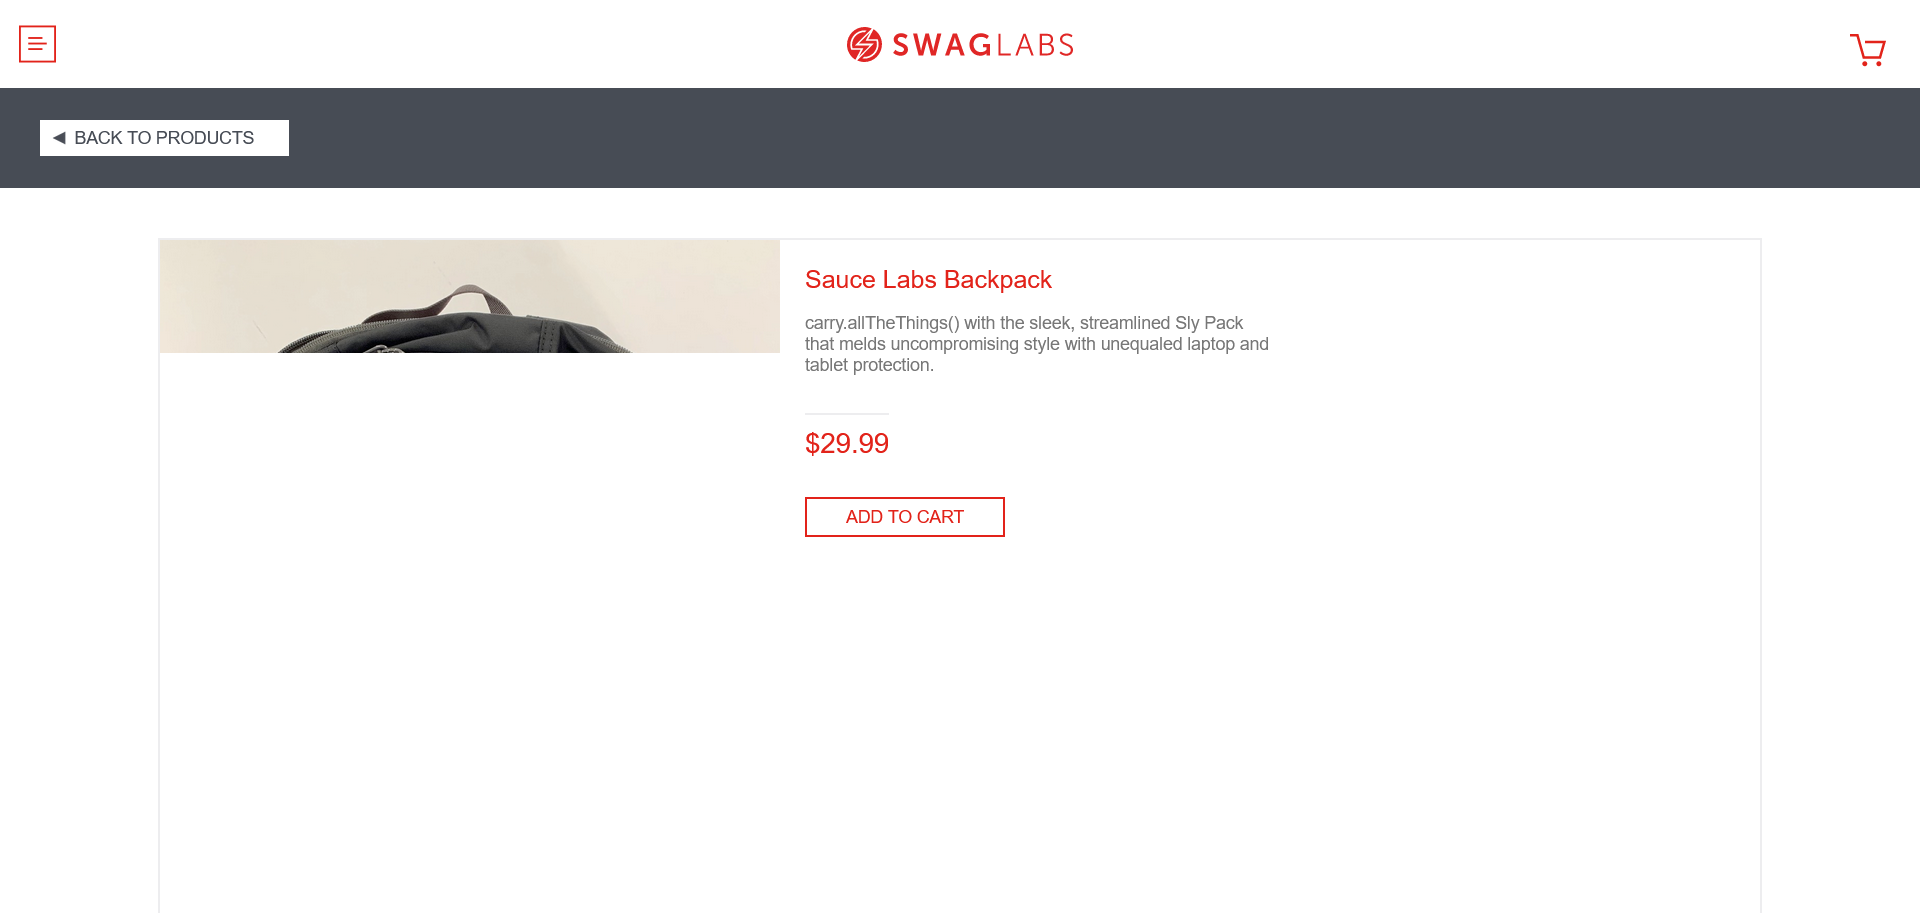 SWAGLABS
BACK TO PRODUCTS
Sauce Labs Backpack
carry.allTheThings() with the sleek, streamlined Sly Pack
that melds uncompromising style with unequaled laptop and
tablet protection.
$29.99
ADD TO CART